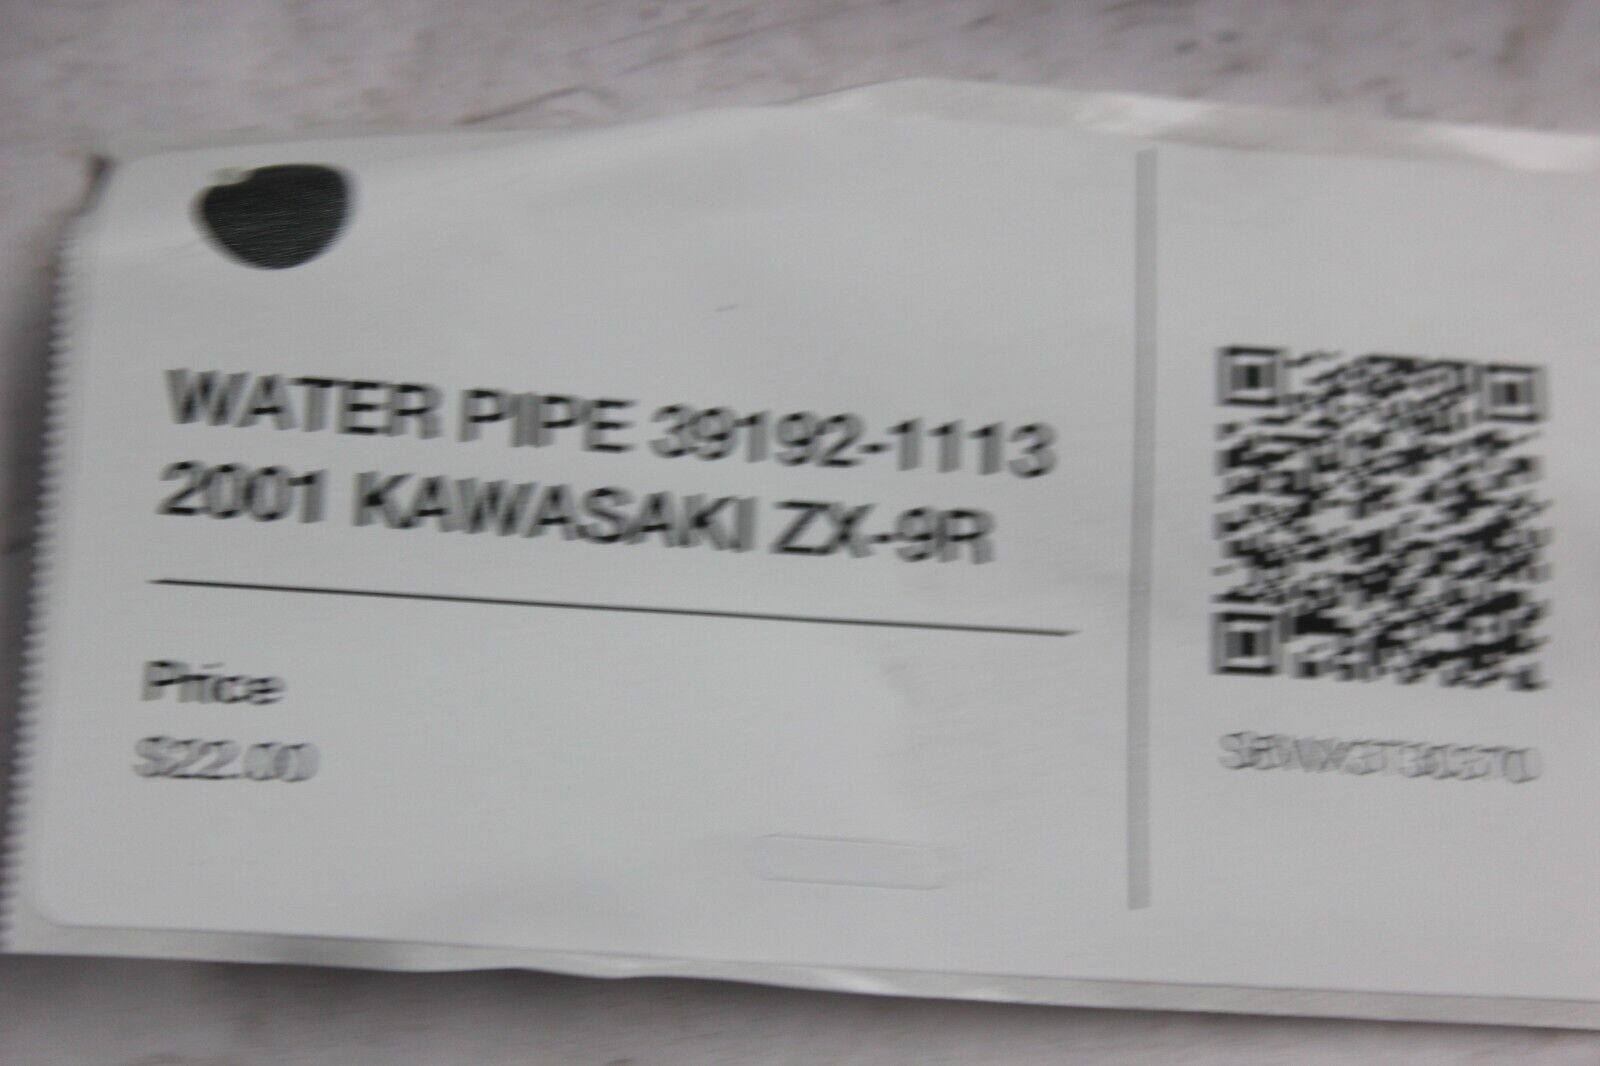 WATER PIPE 39192-1113
2001 KAWASAKI ZX-9R
Price
$22.00